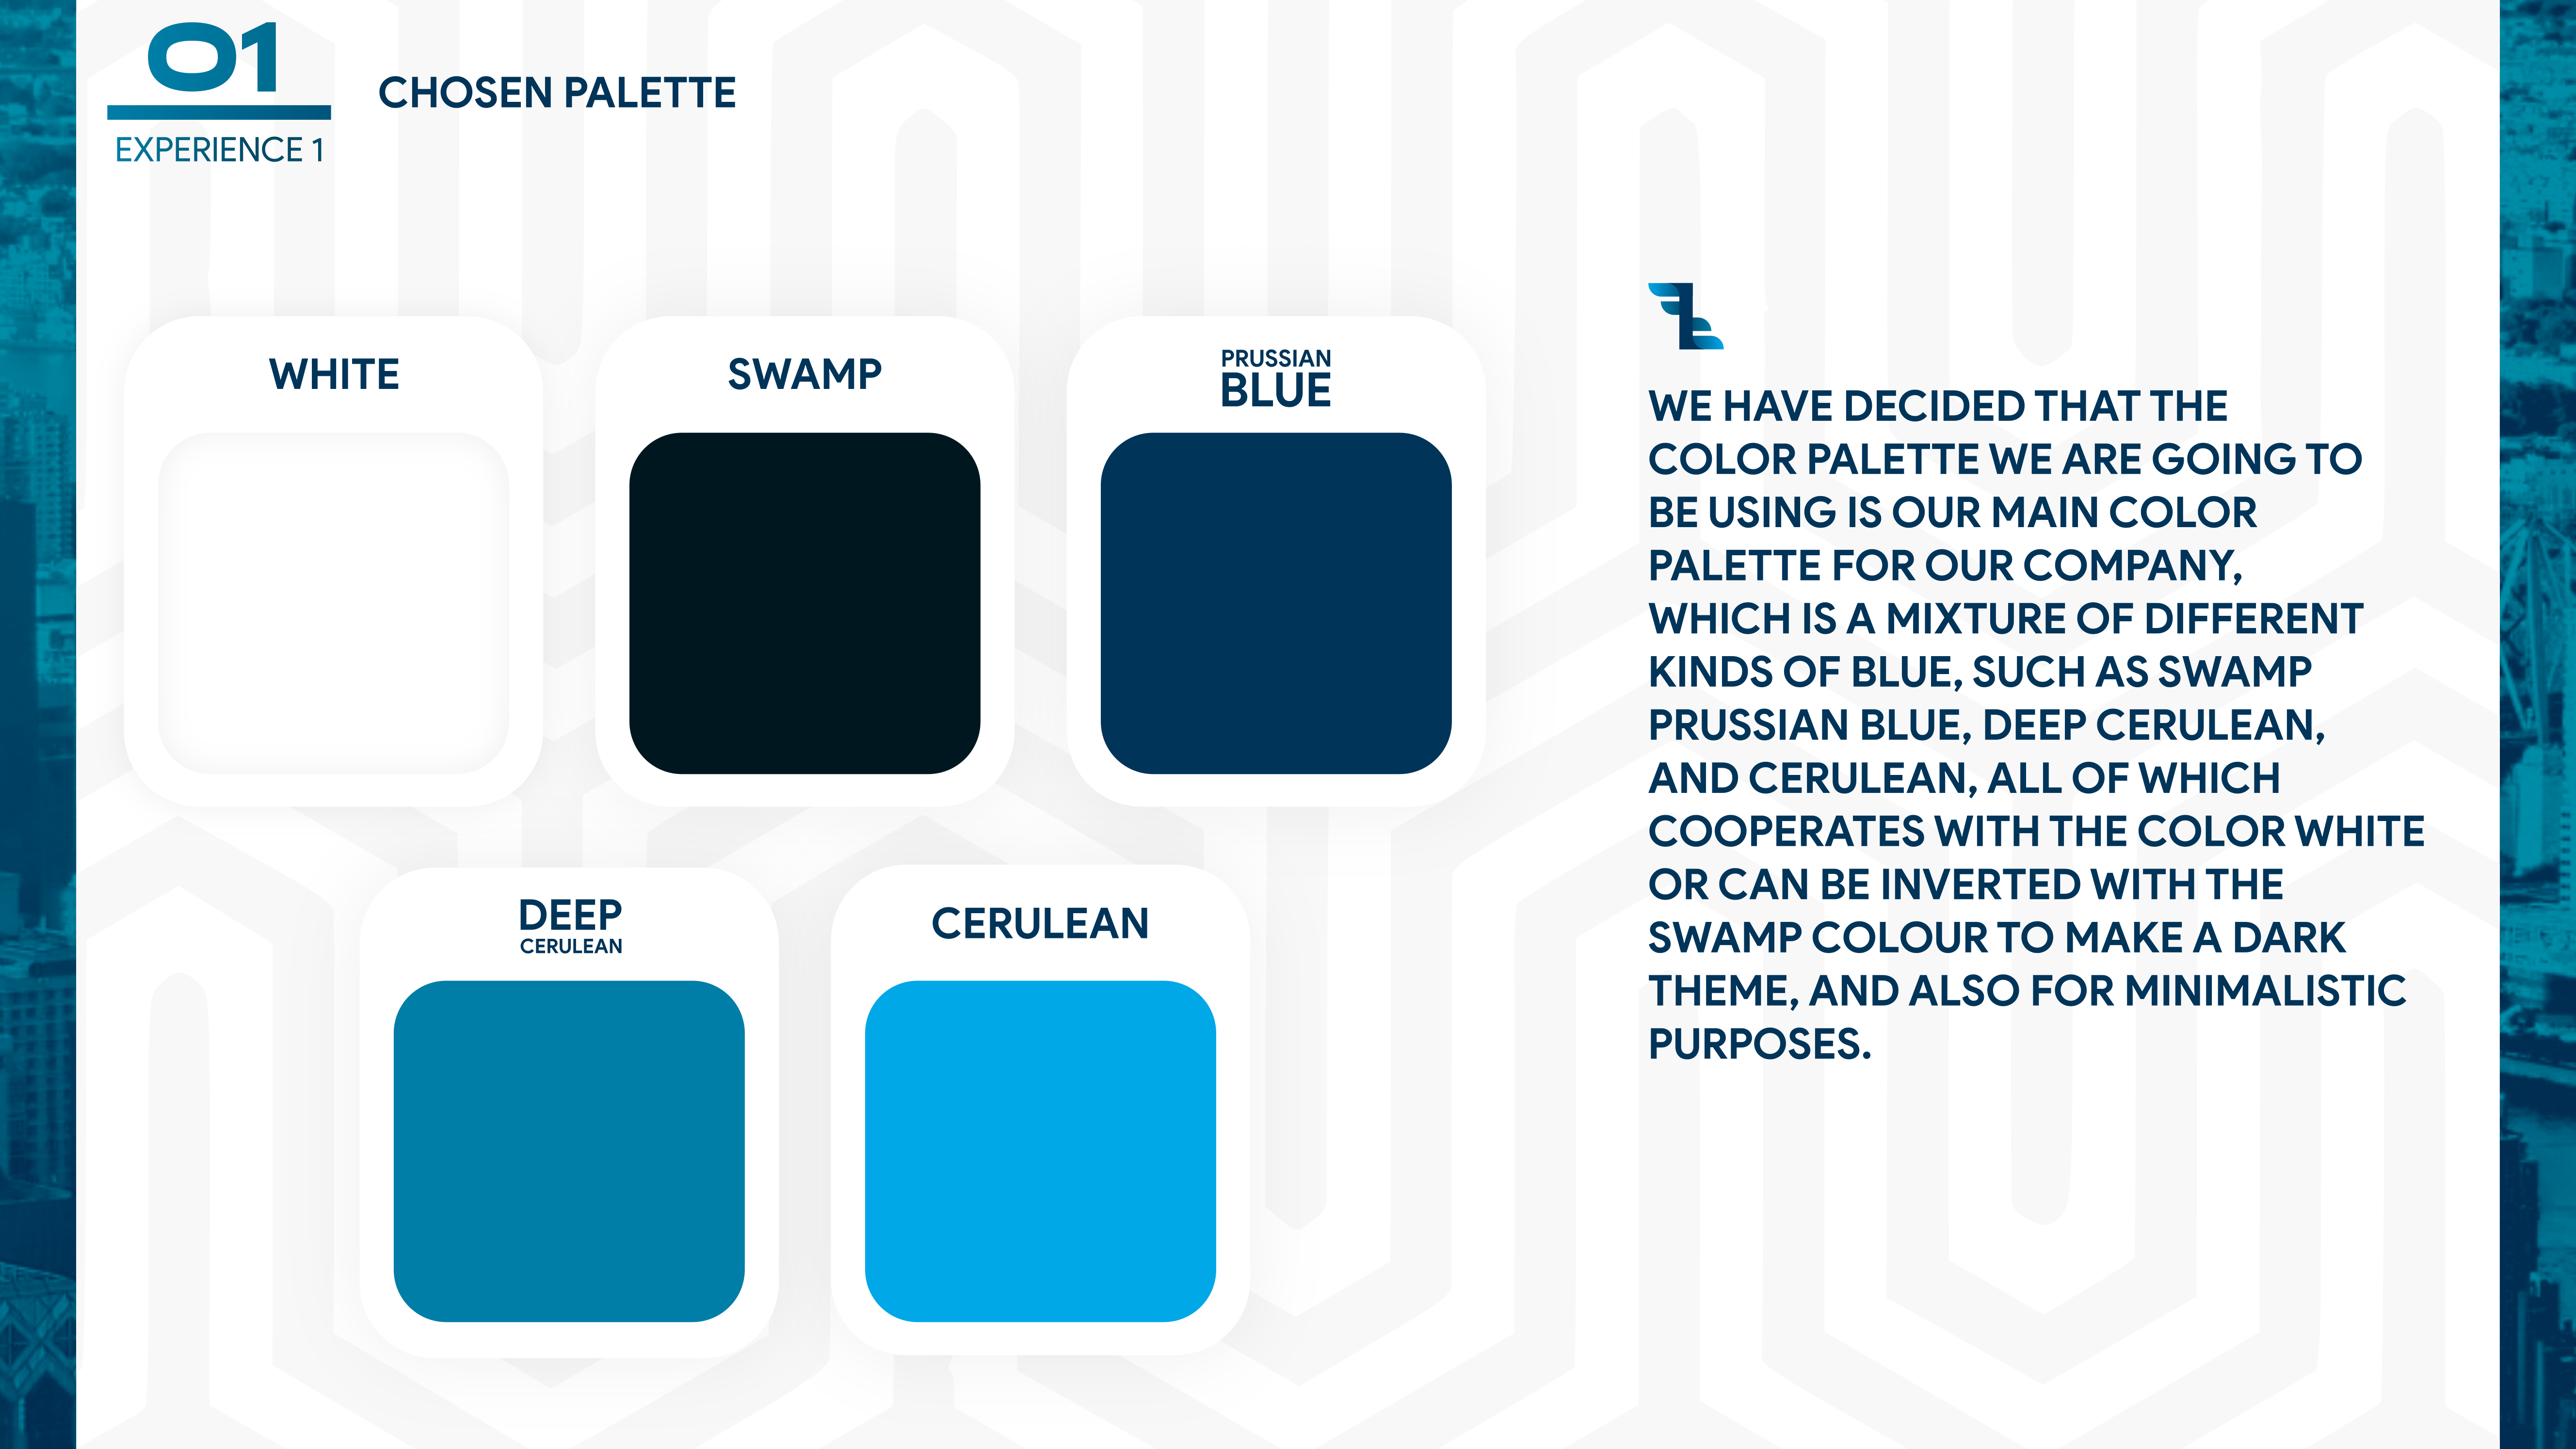 01
EXPERIENCE 1
CHOSEN PALETTE
WHITE
SWAMP
PRUSSIAN
BLUE
DEEP
CERULEAN
CERULEAN
WE HAVE DECIDED THAT THE
COLOR PALETTE WE ARE GOING TO
BE USING IS OUR MAIN COLOR
PALETTE FOR OUR COMPANY,
WHICH IS A MIXTURE OF DIFFERENT
KINDS OF BLUE, SUCH AS SWAMP
PRUSSIAN BLUE, DEEP CERULEAN,
AND CERULEAN, ALL OF WHICH
COOPERATES WITH THE COLOR WHITE
OR CAN BE INVERTED WITH THE
SWAMP COLOUR TO MAKE A DARK
THEME, AND ALSO FOR MINIMALISTIC
PURPOSES.